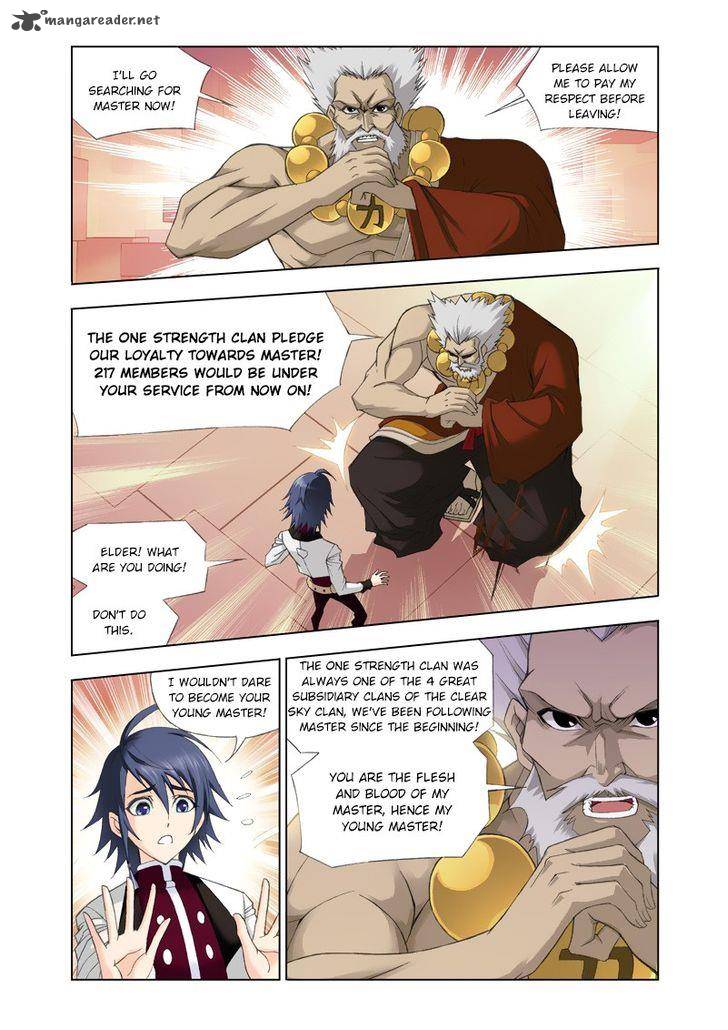 mangareader.net
I'LL GO
SEARCHING FOR
MASTER NOW!
PLEASE ALLOW
ME TO PAY MY
RESPECT BEFORE
LEAVING!
力
THE ONE STRENGTH CLAN PLEDGE
OUR LOYALTY TOWARDS MASTER!
217 MEMBERS WOULD BE UNDER
YOUR SERVICE FROM NOW ON!
ELDER! WHAT
ARE YOU DOING!
DON'T DO
THIS.
I WOULDN'T DARE
TO BECOME YOUR
YOUNG MASTER!
THE ONE STRENGTH CLAN WAS
ALWAYS ONE OF THE 4 GREAT
SUBSIDIARY CLANS OF THE CLEAR
SKY CLAN, WE'VE BEEN FOLLOWING
MASTER SINCE THE BEGINNING!
YOU ARE THE FLESH
AND BLOOD OF MY
MASTER, HENCE MY
YOUNG MASTER!
力